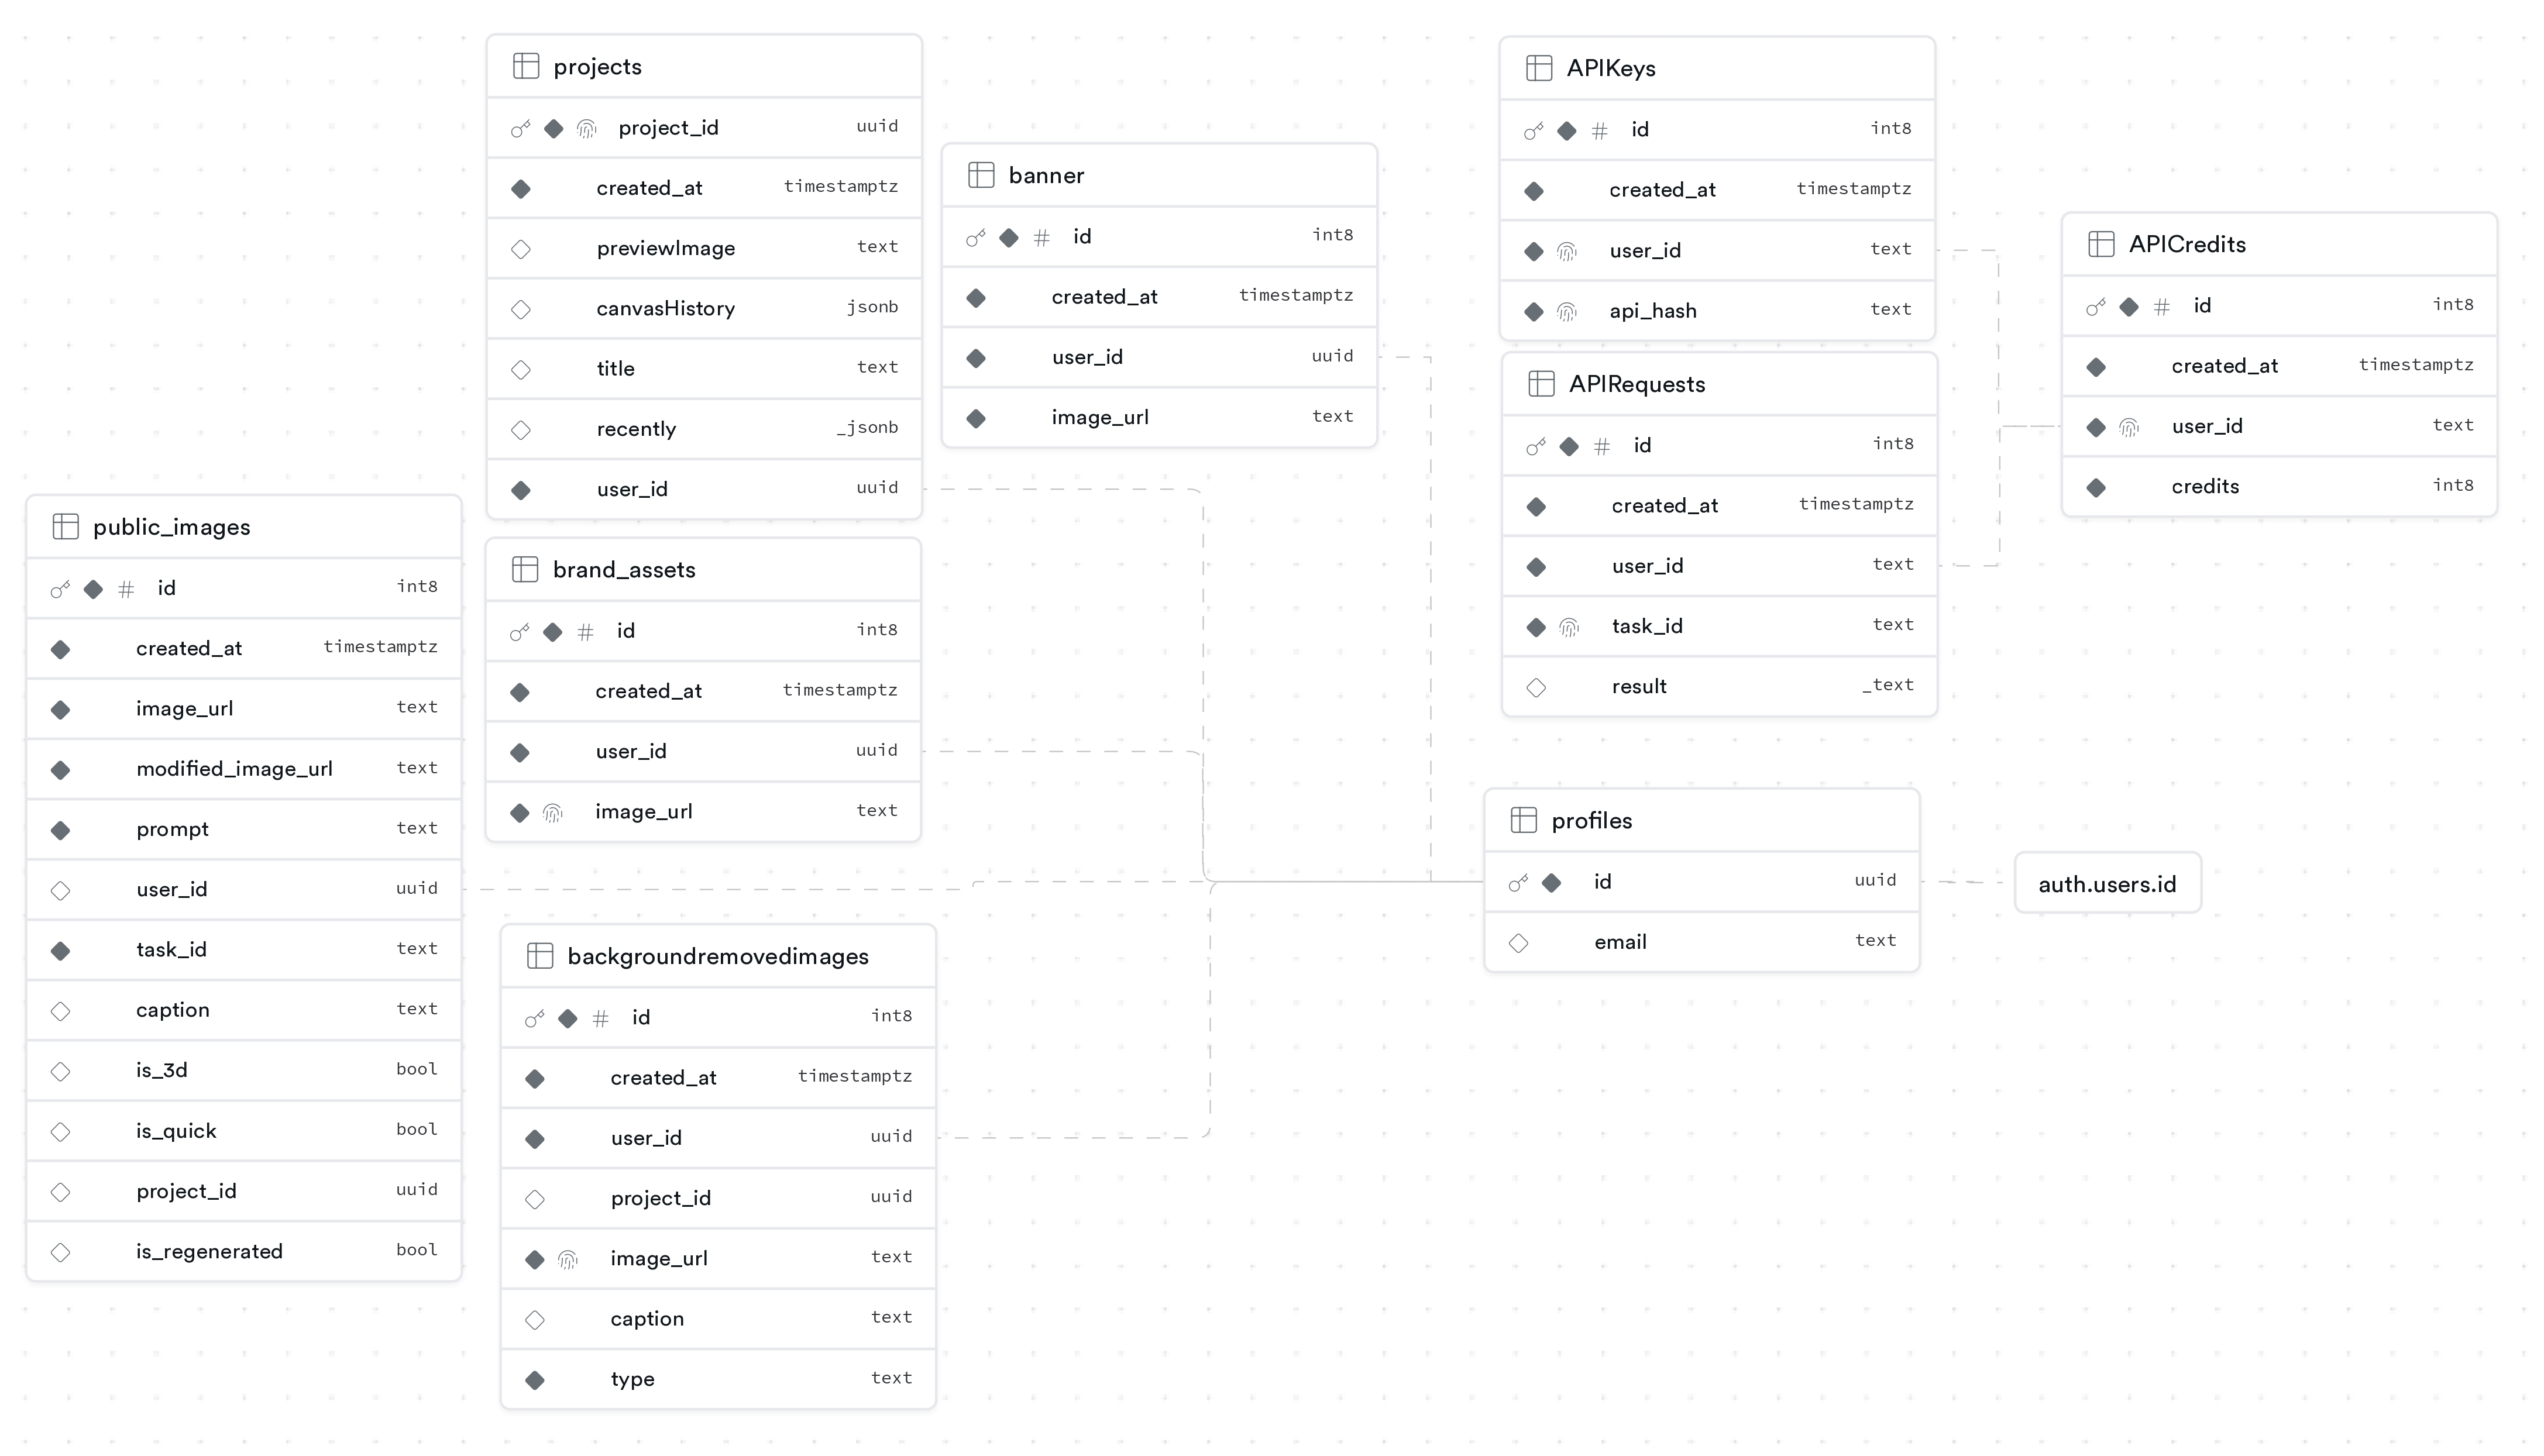 projects
project_id uuid
created_at timestamptz
previewImage text
canvasHistory jsonb
title text
recently _jsonb
user_id uuid
banner
id int8
created_at timestamptz
user_id uuid
image_url text
APIKeys
id int8
created_at timestamptz
user_id text
api_hash text
APIRequests
id int8
created_at timestamptz
user_id text
task_id text
result _text
APICredits
id int8
created_at timestamptz
user_id text
credits int8
public_images
id int8
created_at timestamptz
image_url text
modified_image_url text
prompt text
user_id uuid
task_id text
caption text
is_3d bool
is_quick bool
project_id uuid
is_regenerated bool
brand_assets
id int8
created_at timestamptz
user_id uuid
image_url text
backgroundremovedimages
id int8
created_at timestamptz
user_id uuid
project_id uuid
image_url text
caption text
type text
profiles
id uuid
email text
auth.users.id